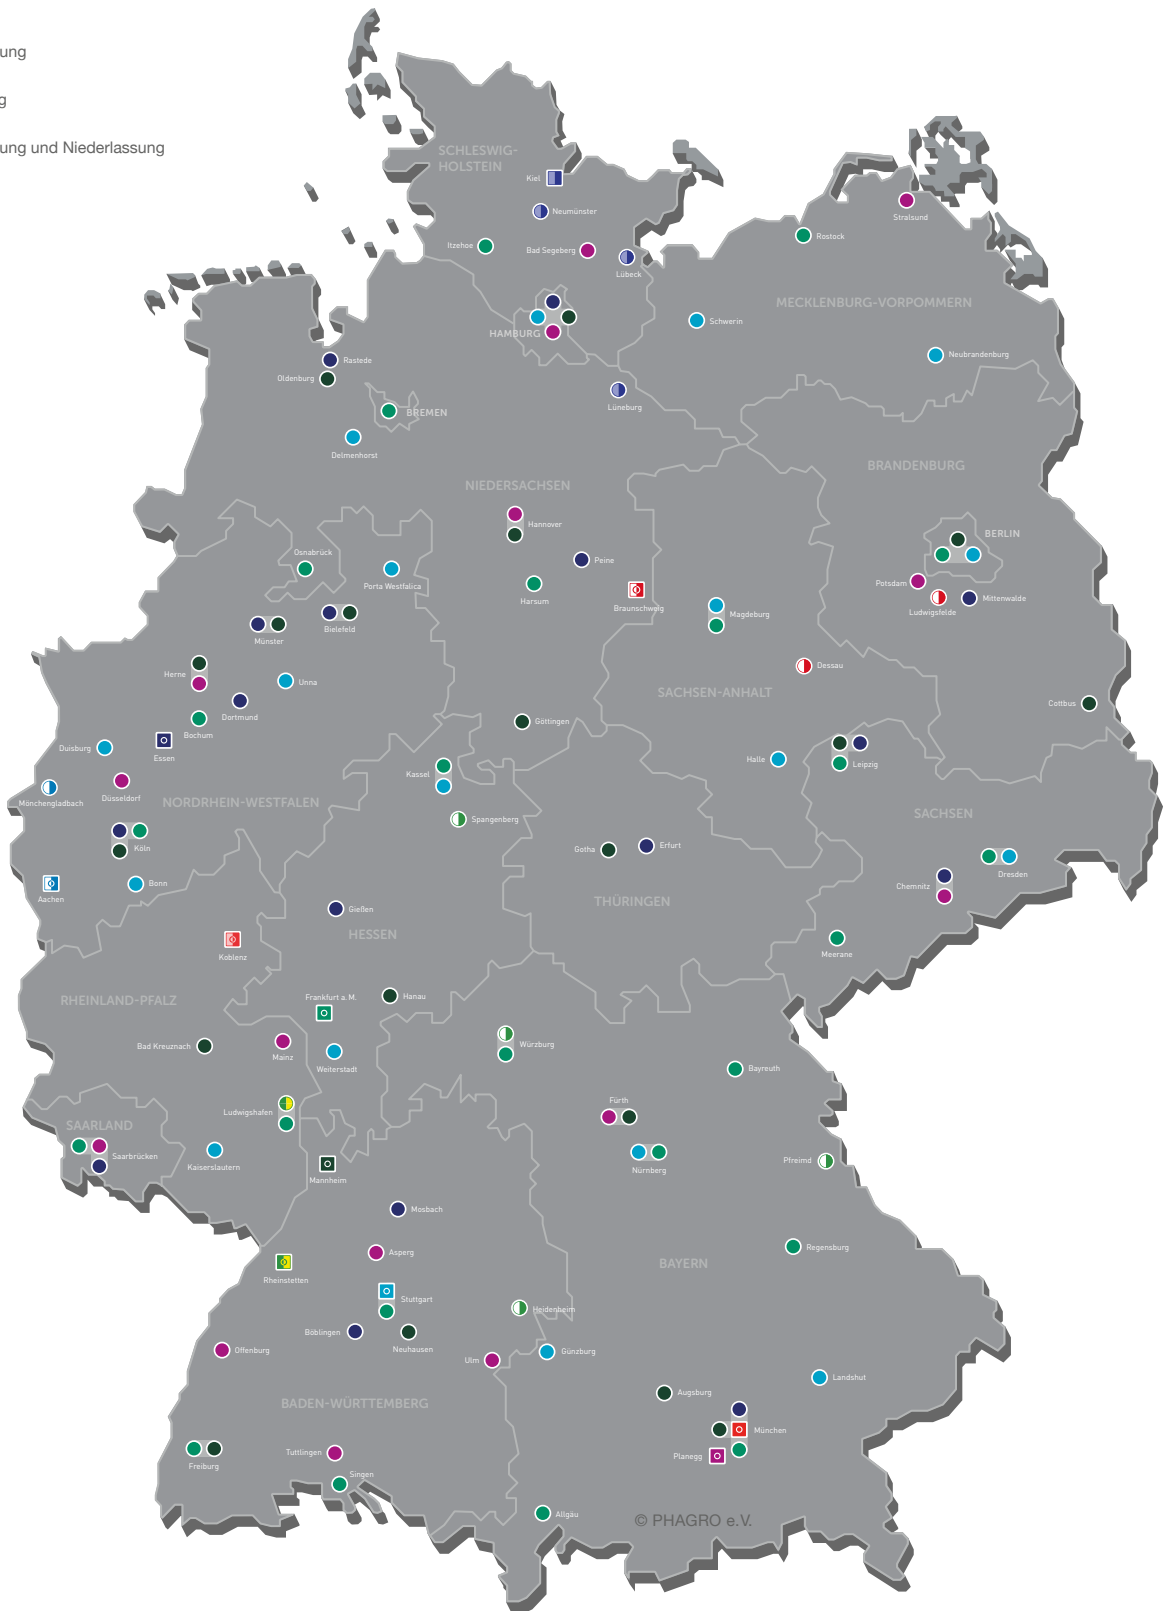 ung
g
ung und Niederlassung
SCHLESWIG-
HOLSTEIN
Kiel
Neumünster
Stralsund
Rostock
Itzehoe
Bad Segeberg
Lübeck
MECKLENBURG-VORPOMMERN
Schwerin
HAMBURG
Neubrandenburg
Rastede
Oldenburg
Lüneburg
BREMEN
Delmenhorst
BRANDENBURG
NIEDERSACHSEN
Hannover
BERLIN
Osnabrück
Peine
Porta Westfalica
Harsum
Potsdam
Braunschweig
Ludwigsfelde
Mittenwalde
Magdeburg
Bielefeld
Münster
Dessau
Herne
Unna
SACHSEN-ANHALT
Cottbus
Dortmund
Göttingen
Bochum
Duisburg
Essen
Halle
Leipzig
Kassel
Düsseldorf
Mönchengladbach
NORDRHEIN-WESTFALEN
SACHSEN
Spangenberg
Köln
Gotha
Erfurt
Dresden
Bonn
Chemnitz
Aachen
THÜRINGEN
Gießen
HESSEN
Koblenz
Meerane
RHEINLAND-PFALZ
Frankfurt a. M.
Hanau
Bad Kreuznach
Mainz
Würzburg
Weiterstadt
Bayreuth
Fürth
Ludwigshafen
SAARLAND
Saarbrücken
Kaiserslautern
Pfreimd
Nürnberg
Mannheim
Mosbach
Regensburg
Asperg
BAYERN
Rheinstetten
Stuttgart
Heidenheim
Böblingen
Neuhausen
Offenburg
Günzburg
Ulm
Landshut
Augsburg
BADEN-WÜRTTEMBERG
München
Tuttlingen
Planegg
Freiburg
Singen
Allgäu
© PHAGRO e.V.